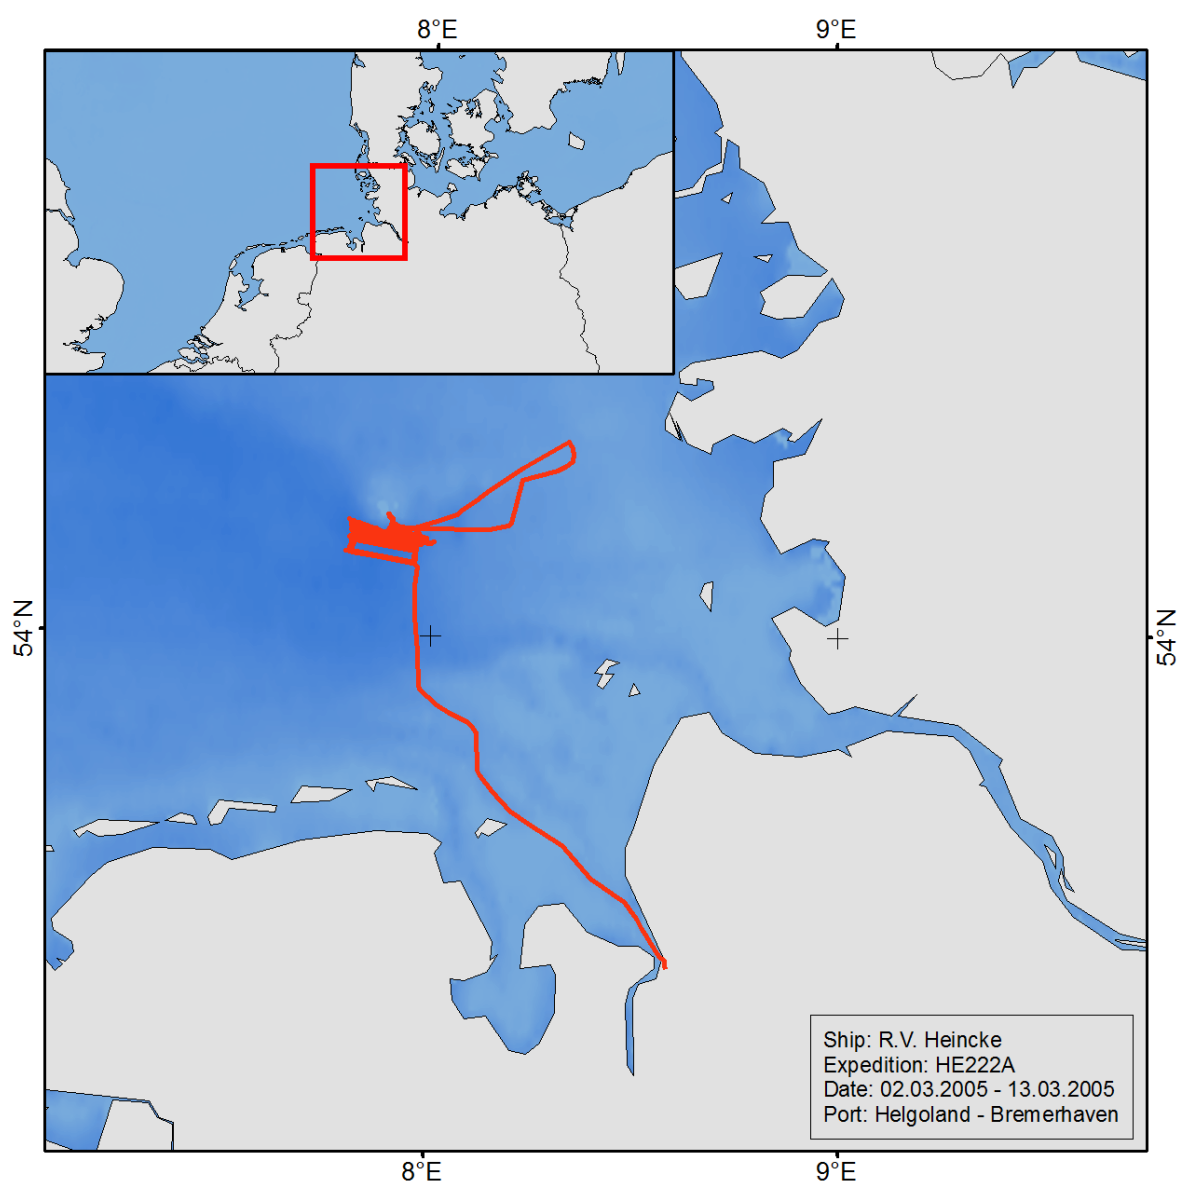 8°E
9°E
54°N
54°N
Ship: R.V. Heincke
Expedition: HE222A
Date: 02.03.2005 - 13.03.2005
Port: Helgoland - Bremerhaven
8°E
9°E